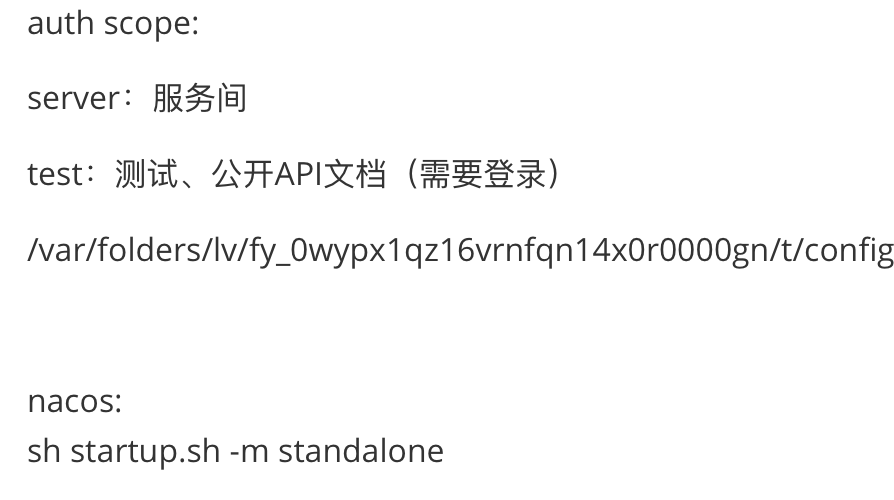 auth scope:
server：服务间
test：测试、公开API文档（需要登录）
/var/folders/lv/fy_0wypx1qz16vrnfqn14x0r0000gn/t/config
nacos:
sh startup.sh -m standalone